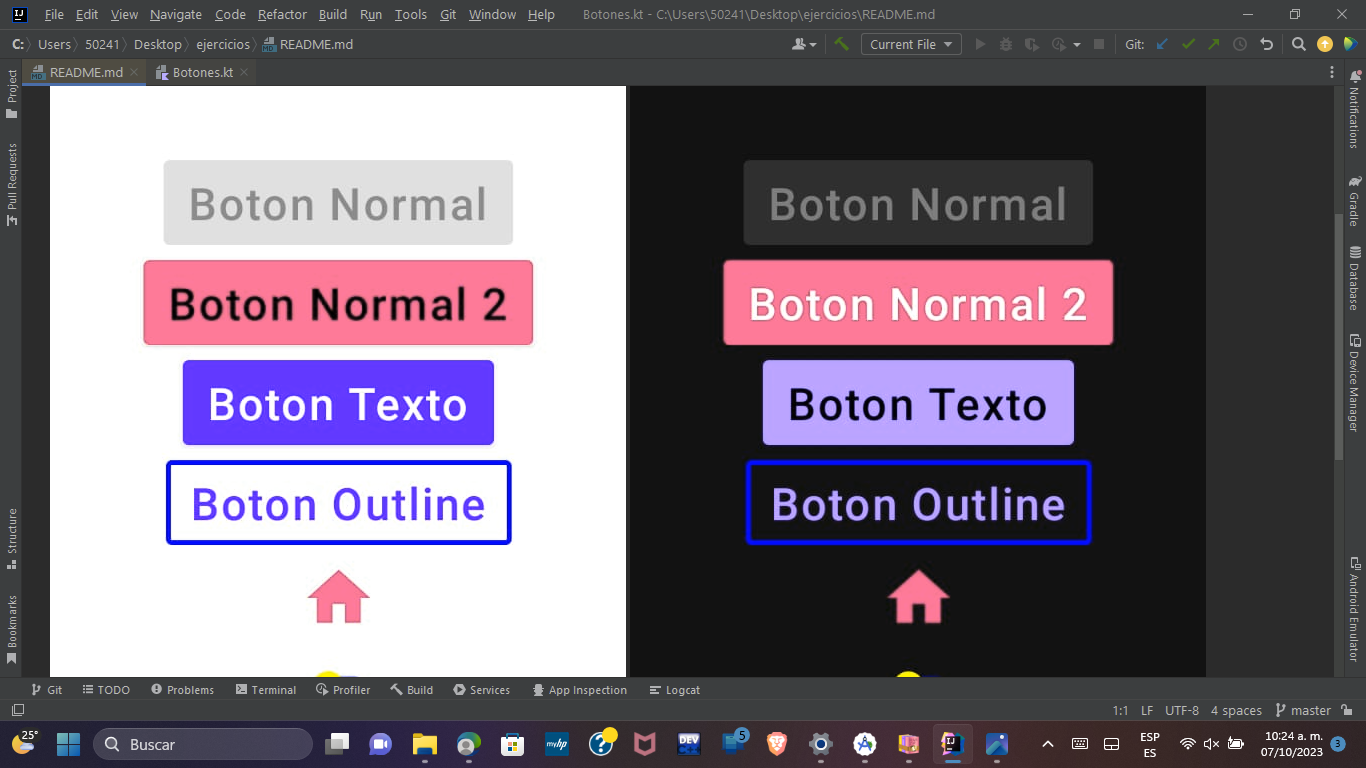 File Edit View Navigate Code Refactor Build Run Tools Git Window Help Botones.kt - C:\Users\50241\Desktop\ejercicios\README.md
C: Users 50241 Desktop ejercicios README.md Current File Git:
README.md Botones.kt
Project
Pull Requests
Structure
Bookmarks
Boton Normal
Boton Normal 2
Boton Texto
Boton Outline
Boton Normal
Boton Normal 2
Boton Texto
Boton Outline
Notifications
Gradle
Database
Device Manager
Android Emulator
Git TODO Problems Terminal Profiler Build Services App Inspection Logcat
1:1 LF UTF-8 4 spaces master
25° Buscar myhp DEV 5 ESP 10:24 a. m.
ES 07/10/2023 3